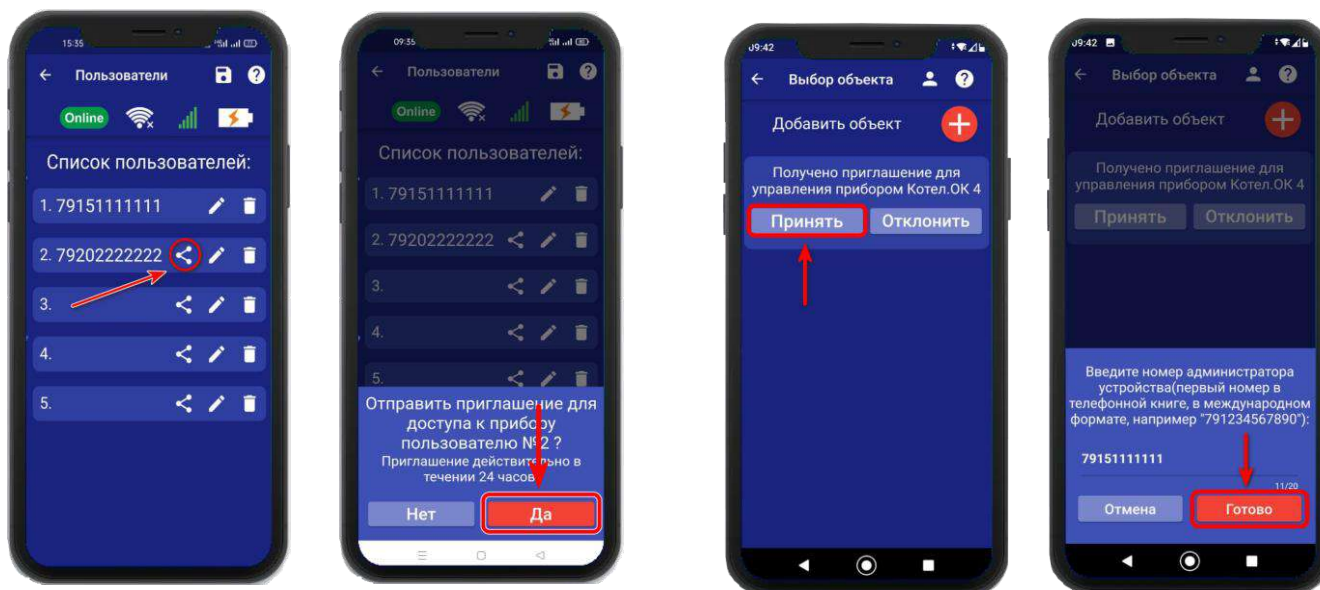 15:35
Пользователи
Online
Список пользователей:
1. 79151111111
2. 79202222222
3.
4.
5.
09:35
Пользователи
Online
Список пользователей:
1. 79151111111
2. 79202222222
3.
4.
5.
Отправить приглашение для
доступа к прибору
пользователю №2 ?
Приглашение действительно в
течении 24 часов
Нет
Да
09:42
Выбор объекта
Добавить объект
Получено приглашение для
управления прибором Котел.ОК 4
Принять
Отклонить
09:42
Выбор объекта
Добавить объект
Получено приглашение для
управления прибором Котел.ОК 4
Принять
Отклонить
Введите номер администратора
устройства(первый номер в
телефонной книге, в международном
формате, например "791234567890"):
79151111111
11/20
Отмена
Готово